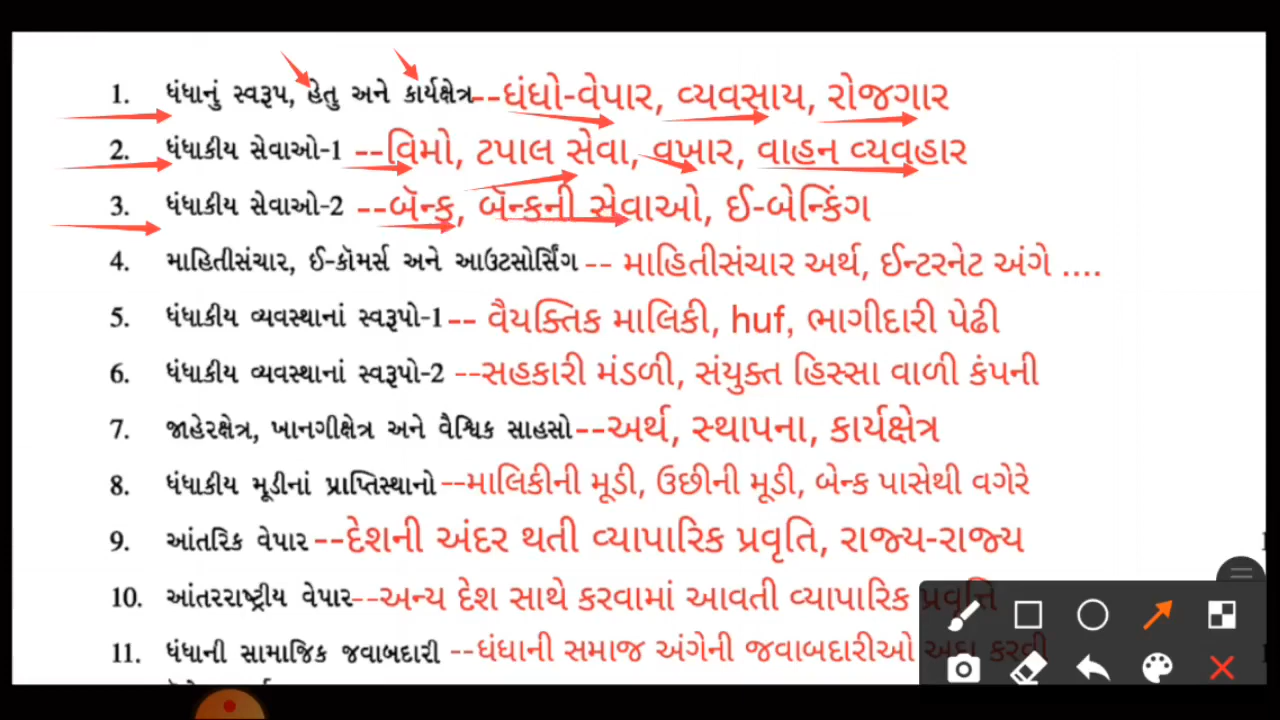 1. ધંધાનું સ્વરૂપ, હેતુ અને કાર્યક્ષેત્ર--ધંધો-વેપાર, વ્યવસાય, રોજગાર
2. ધંધાકીય સેવાઓ-1 --વિમો, ટપાલ સેવા, વખાર, વાહન વ્યવહાર
3. ધંધાકીય સેવાઓ-2 --બૅન્ક, બૅન્કની સેવાઓ, ઈ-બેન્કિંગ
4. માહિતીસંચાર, ઈ-કૉમર્સ અને આઉટસોર્સિંગ -- માહિતીસંચાર અર્થ, ઈન્ટરનેટ અંગે ....
5. ધંધાકીય વ્યવસ્થાનાં સ્વરૂપો-1-- વૈયક્તિક માલિકી, huf, ભાગીદારી પેઢી
6. ધંધાકીય વ્યવસ્થાનાં સ્વરૂપો-2 --સહકારી મંડળી, સંયુક્ત હિસ્સા વાળી કંપની
7. જાહેરક્ષેત્ર, ખાનગીક્ષેત્ર અને વૈશ્વિક સાહસો--અર્થ, સ્થાપના, કાર્યક્ષેત્ર
8. ધંધાકીય મૂડીનાં પ્રાપ્તિસ્થાનો--માલિકીની મૂડી, ઉછીની મૂડી, બેન્ક પાસેથી વગેરે
9. આંતરિક વેપાર--દેશની અંદર થતી વ્યાપારિક પ્રવૃતિ, રાજ્ય-રાજ્ય
10. આંતરરાષ્ટ્રીય વેપાર--અન્ય દેશ સાથે કરવામાં આવતી વ્યાપારિક પ્રવૃત્તિ
11. ધંધાની સામાજિક જવાબદારી --ધંધાની સમાજ અંગેની જવાબદારીઓ અદા કરવી